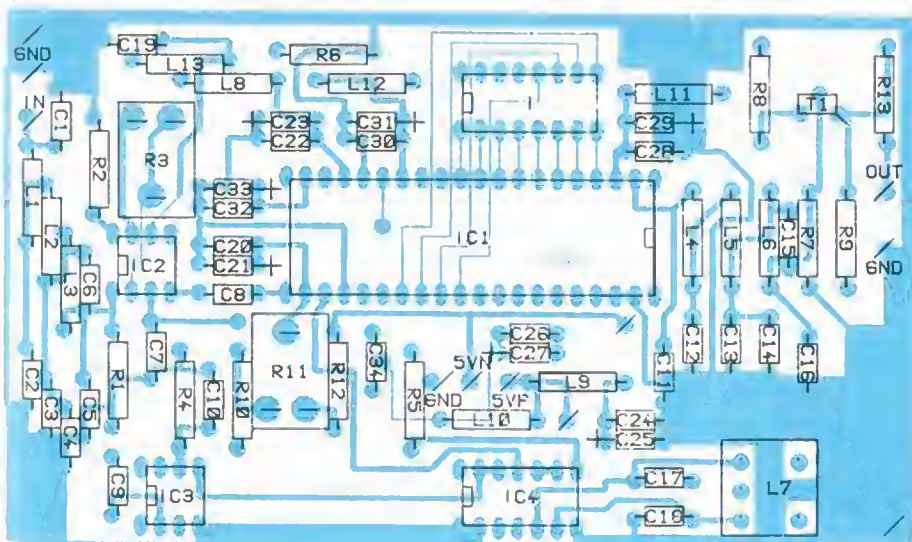 GND
IN
C19
L13
L8
R6
L12
L11
R8
T1
R13
C1
R2
R3
C23
C22
C31
C30
C29
C28
OUT
L1
L2
C33
C32
IC1
L4
L5
L6
C15
R7
R9
GND
L3
C6
IC2
C20
C21
C8
C7
R11
R12
C34
C26
C27
5VN
C11
C12
C13
C14
C16
C2
C3
C4
C5
R1
R4
C10
R10
R5
GND
5VF
L9
L10
C24
C25
C9
IC3
IC4
C17
C18
L7